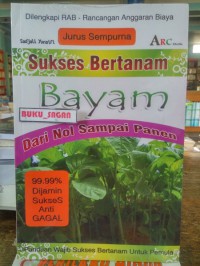 Dilengkapi RAB - Rancangan Anggaran Biaya
Jurus Sempurna
Sukses Bertanam
Bayam
BUKU_JAGAN
Dari Nol Sampai Panen
99.99%
Dijamin
SukseS
Anti
GAGAL
Panduan Wajib Sukses Bertanam Untuk Pemula